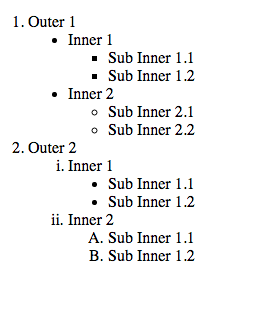 1. Outer 1
• Inner 1
▪ Sub Inner 1.1
▪ Sub Inner 1.2
• Inner 2
◦ Sub Inner 2.1
◦ Sub Inner 2.2
2. Outer 2
i. Inner 1
• Sub Inner 1.1
• Sub Inner 1.2
ii. Inner 2
A. Sub Inner 1.1
B. Sub Inner 1.2